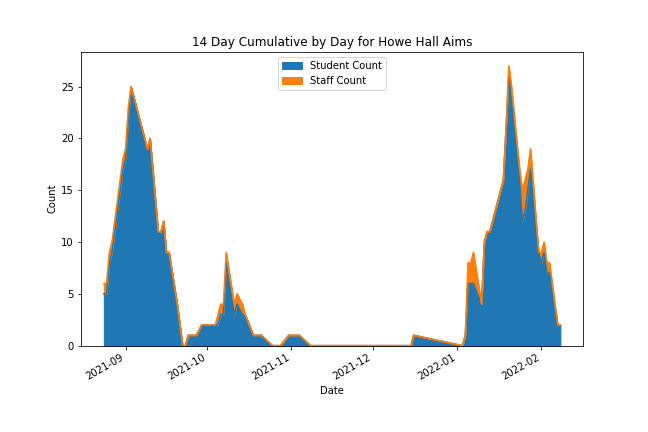 14 Day Cumulative by Day for Howe Hall Aims
Student Count
Staff Count
25
20
15
10
5
0
Count
2021-09
2021-10
2021-11
2021-12
2022-01
2022-02
Date